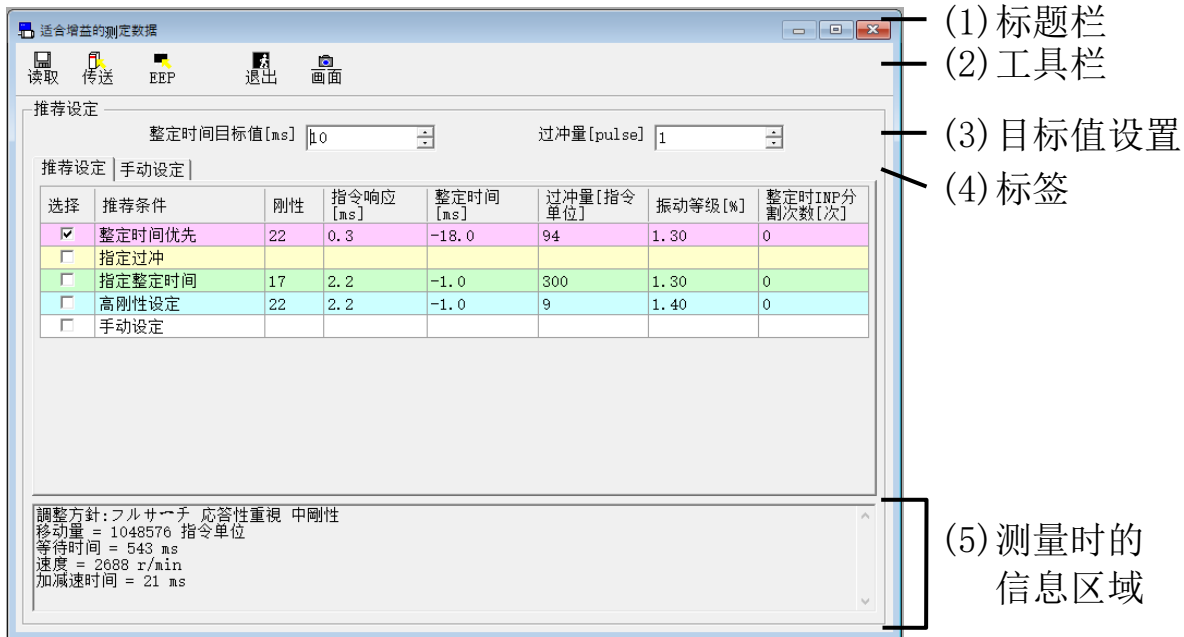 适合增益的测定数据
(1)标题栏
读取 传送 EEP 退出 画面
(2)工具栏
推荐设定
整定时间目标值[ms] 10 过冲量[pulse] 1
(3)目标值设置
推荐设定 手动设定
(4)标签
选择 推荐条件 刚性 指令响应[ms] 整定时间[ms] 过冲量[指令单位] 振动等级[%] 整定时INP分割次数[次]
整定时间优先 22 0.3 -18.0 94 1.30 0
指定过冲
指定整定时间 17 2.2 -1.0 300 1.30 0
高刚性设定 22 2.2 -1.0 9 1.40 0
手动设定
調整方針:フルサーチ 応答性重視 中剛性
移动量 = 1048576 指令单位
等待时间 = 543 ms
速度 = 2688 r/min
加减速时间 = 21 ms
(5)测量时的
信息区域